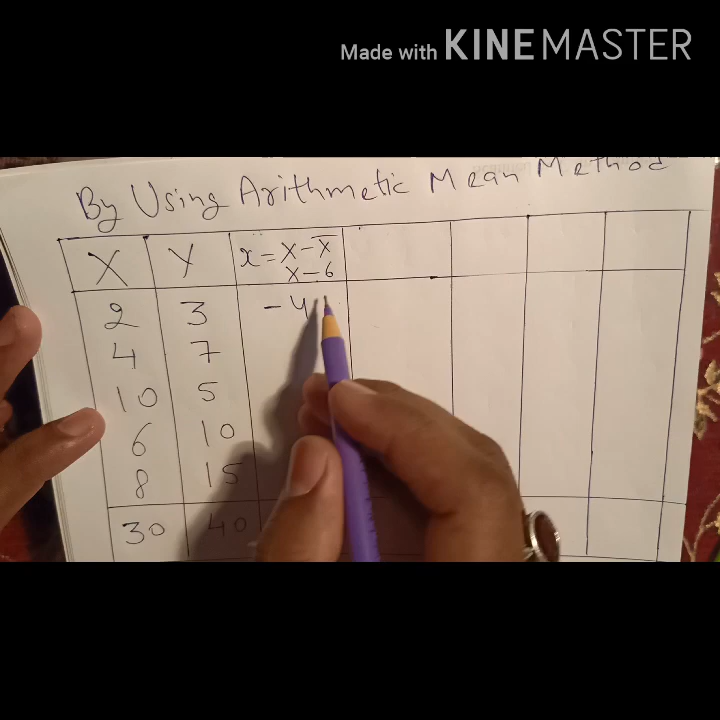 Made with KINEMASTER
By Using Arithmetic Mean Method
X Y x = X - X̅
X - 6
2 3 - 4
4 7
10 5
6 10
8 15
30 40